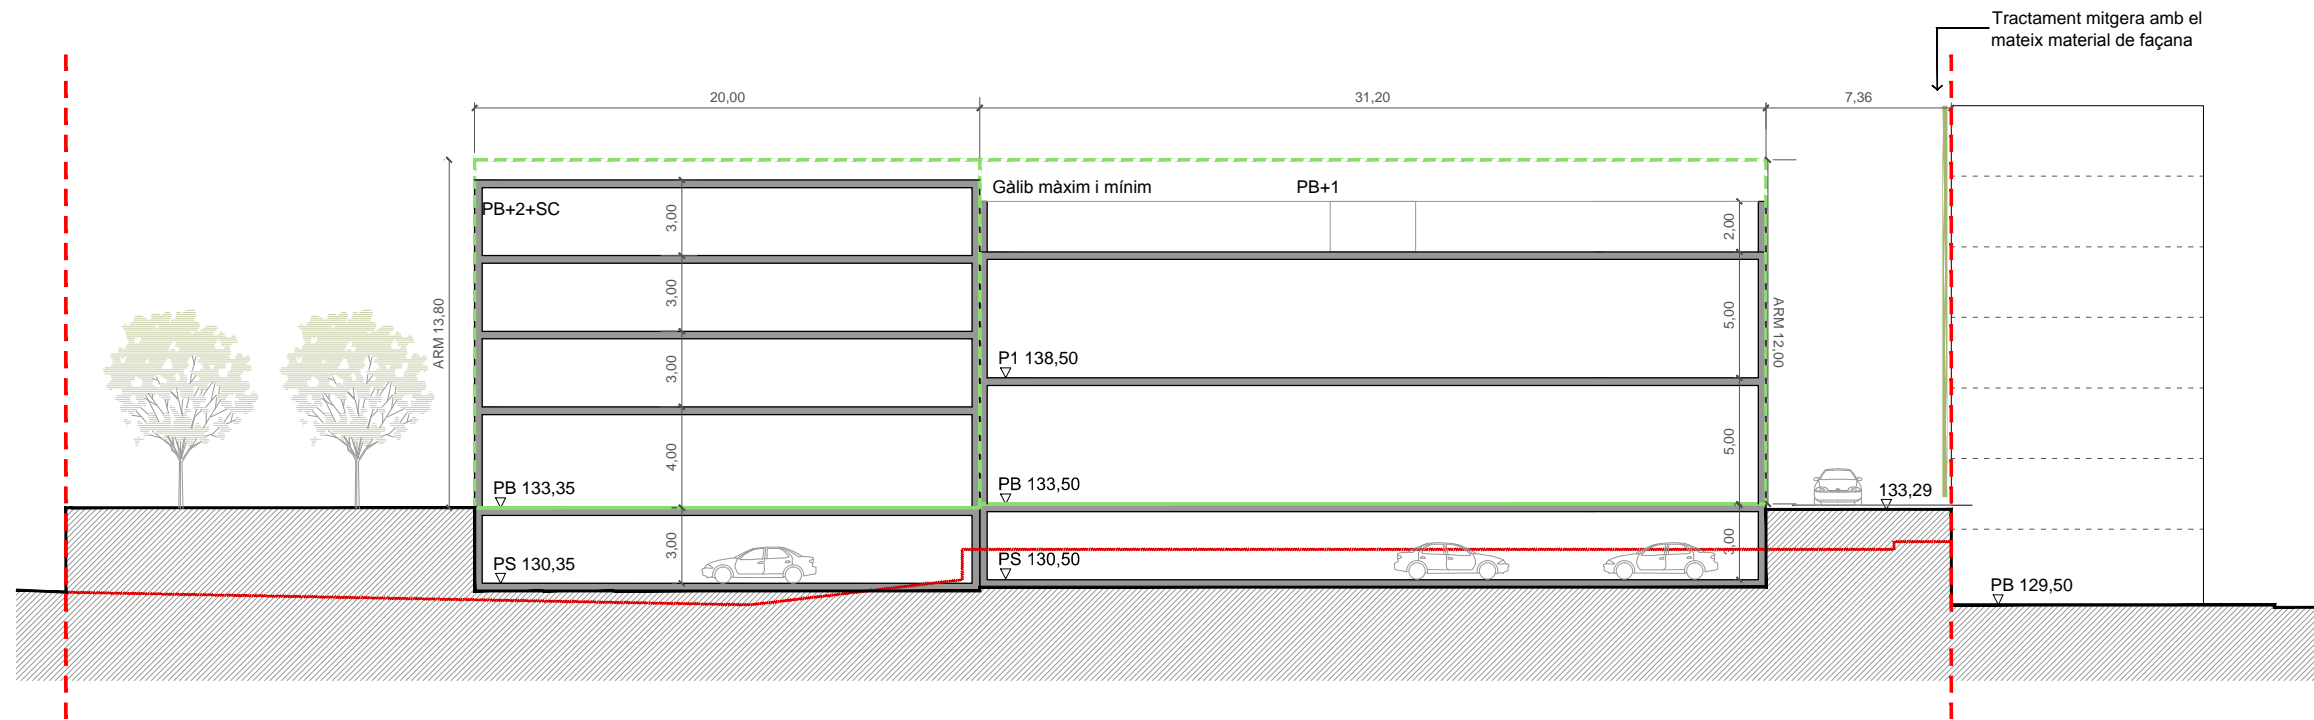 Tractament mitgera amb el
mateix material de façana
20,00
31,20
7,36
Gàlib màxim i mínim
PB+1
PB+2+SC
3,00
2,00
3,00
5,00
ARM 13,80
ARM 12,00
3,00
P1 138,50
4,00
5,00
PB 133,35
PB 133,50
133,29
3,00
3,00
PS 130,35
PS 130,50
PB 129,50